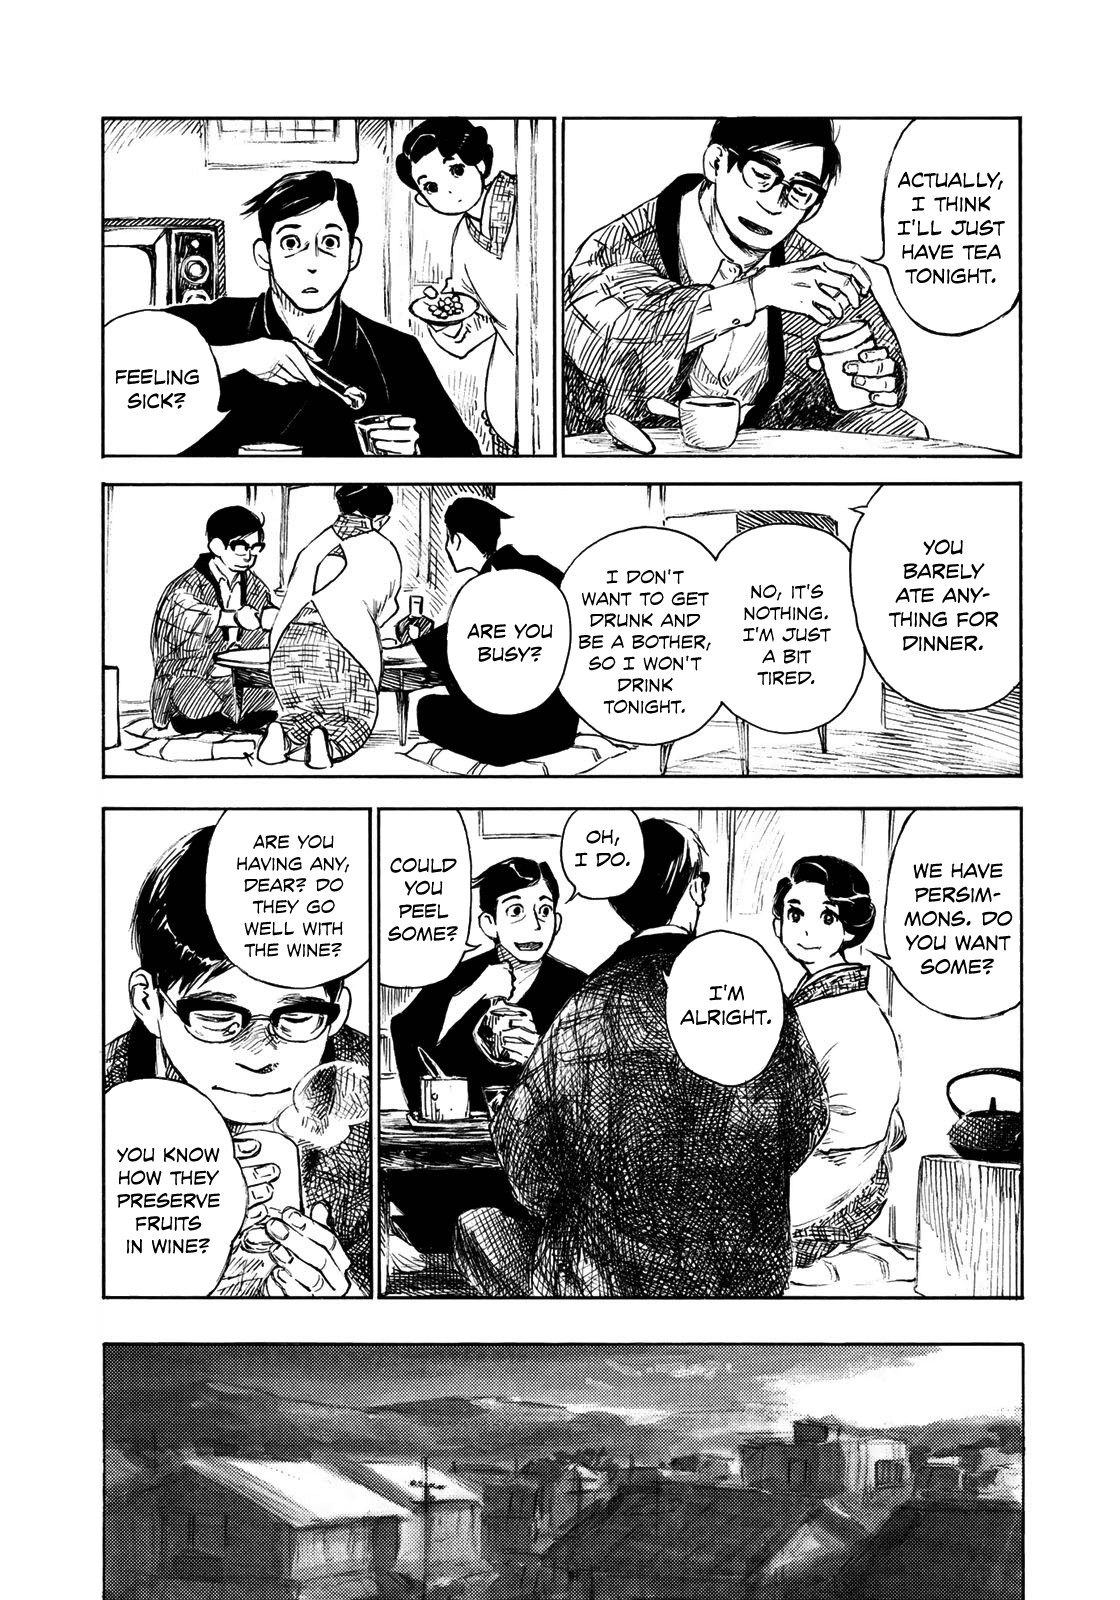 ACTUALLY,
I THINK
I'LL JUST
HAVE TEA
TONIGHT.
FEELING
SICK?
YOU
BARELY
ATE ANY-
THING FOR
DINNER.
NO, IT'S
NOTHING.
I'M JUST
A BIT
TIRED.
I DON'T
WANT TO GET
DRUNK AND
BE A BOTHER,
SO I WON'T
DRINK
TONIGHT.
ARE YOU
BUSY?
WE HAVE
PERSIM-
MONS. DO
YOU WANT
SOME?
OH,
I DO.
I'M
ALRIGHT.
COULD
YOU
PEEL
SOME?
ARE YOU
HAVING ANY,
DEAR? DO
THEY GO
WELL WITH
THE WINE?
YOU KNOW
HOW THEY
PRESERVE
FRUITS
IN WINE?